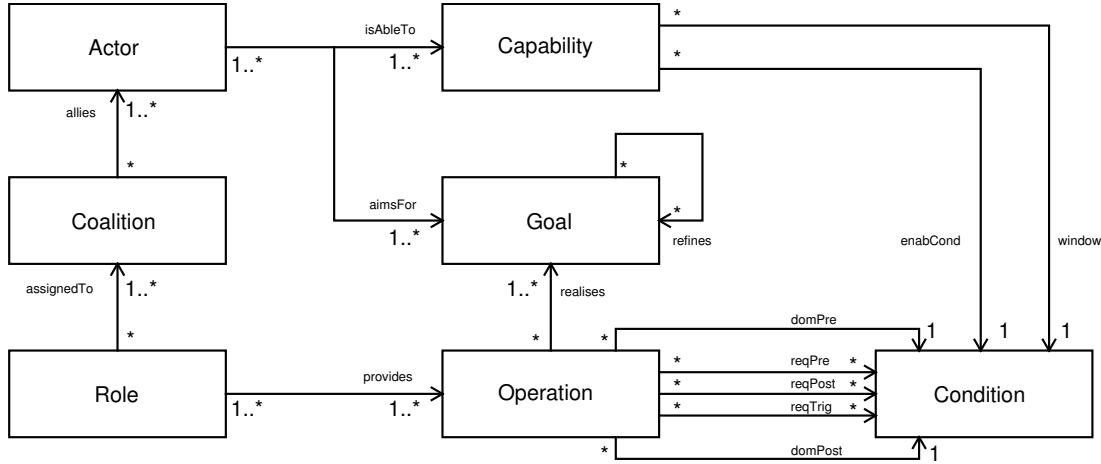 *
isAbleTo
Actor
Capability
1..*
1..*
*
allies
1..*
*
*
Coalition
aimsFor
Goal
*
1..*
refines
enabCond
window
assignedTo
1..*
1..*
realises
*
*
*
domPre
1
1
1
*
reqPre
*
provides
Role
Operation
*
reqPost
*
Condition
1..*
1..*
*
reqTrig
*
*
domPost
1